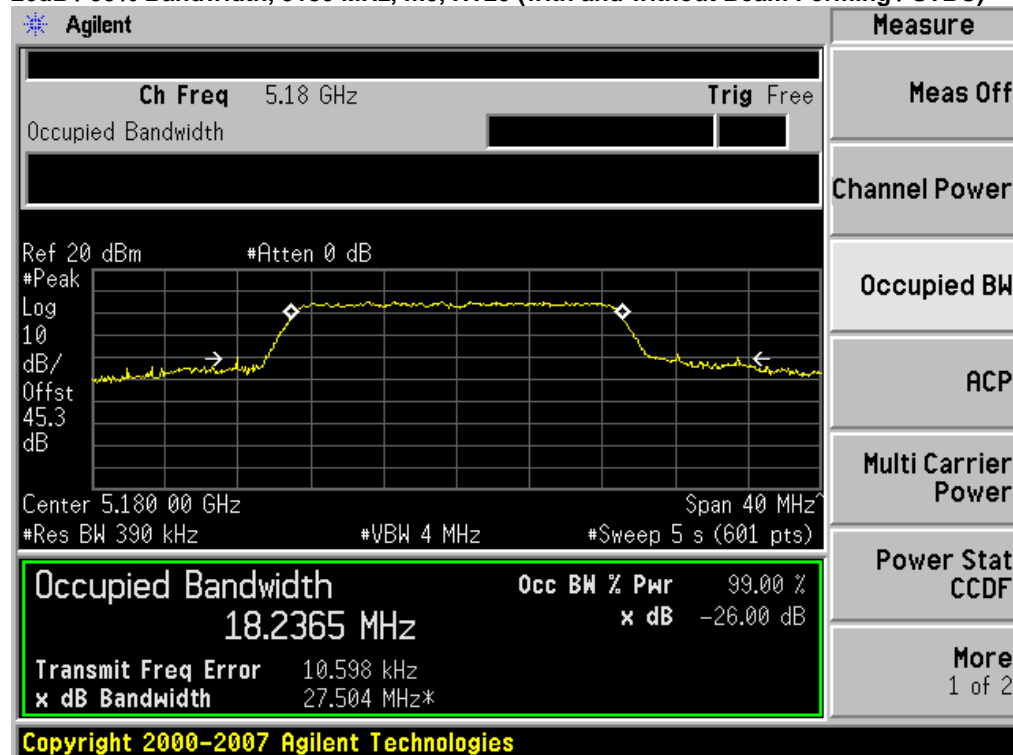 Agilent
Measure
Ch Freq 5.18 GHz Trig Free
Occupied Bandwidth
Meas Off
Channel Power
Occupied BW
ACP
Multi Carrier
Power
Power Stat
CCDF
More
1 of 2
Ref 20 dBm #Atten 0 dB
#Peak
Log
10
dB/
Offst
45.3
dB
Center 5.180 00 GHz Span 40 MHz^
#Res BW 390 kHz #VBW 4 MHz #Sweep 5 s (601 pts)
Occupied Bandwidth Occ BW % Pwr 99.00 %
18.2365 MHz x dB -26.00 dB
Transmit Freq Error 10.598 kHz
x dB Bandwidth 27.504 MHz*
Copyright 2000-2007 Agilent Technologies